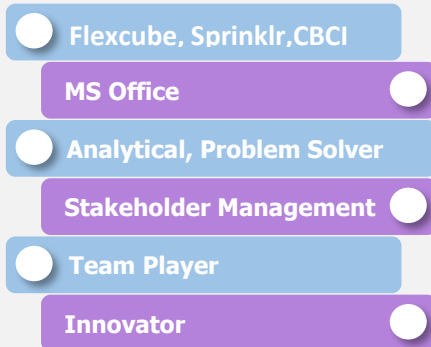 Flexcube, Sprinklr,CBCI
MS Office
Analytical, Problem Solver
Stakeholder Management
Team Player
Innovator